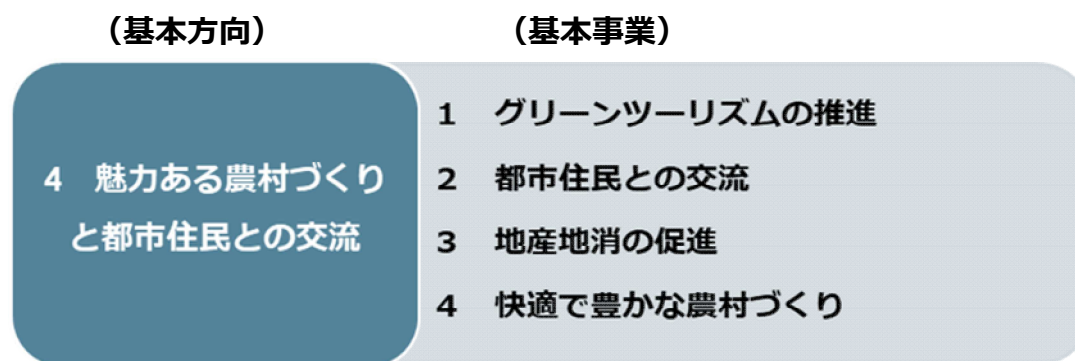 （基本方向）
（基本事業）
4　魅力ある農村づくり
と都市住民との交流
1　グリーンツーリズムの推進
2　都市住民との交流
3　地産地消の促進
4　快適で豊かな農村づくり